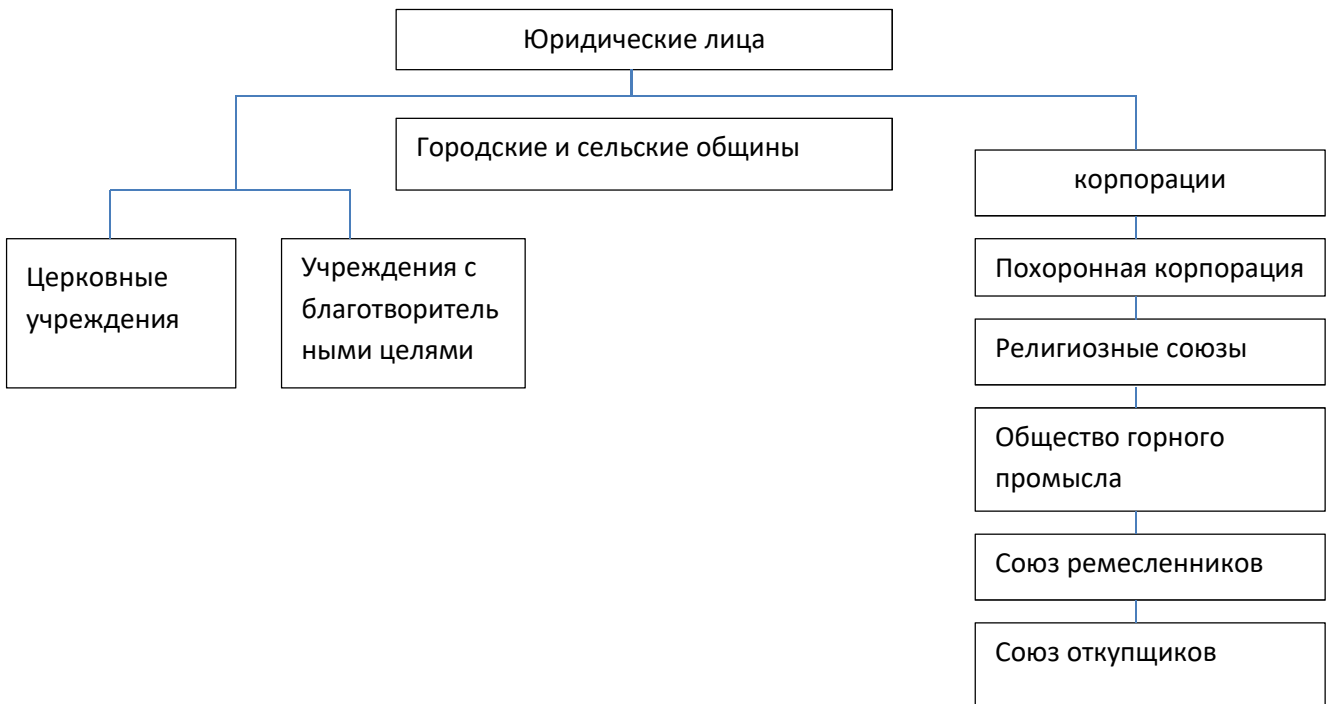 Юридические лица
Городские и сельские общины
корпорации
Церковные
учреждения
Учреждения с
благотворитель
ными целями
Похоронная корпорация
Религиозные союзы
Общество горного
промысла
Союз ремесленников
Союз откупщиков